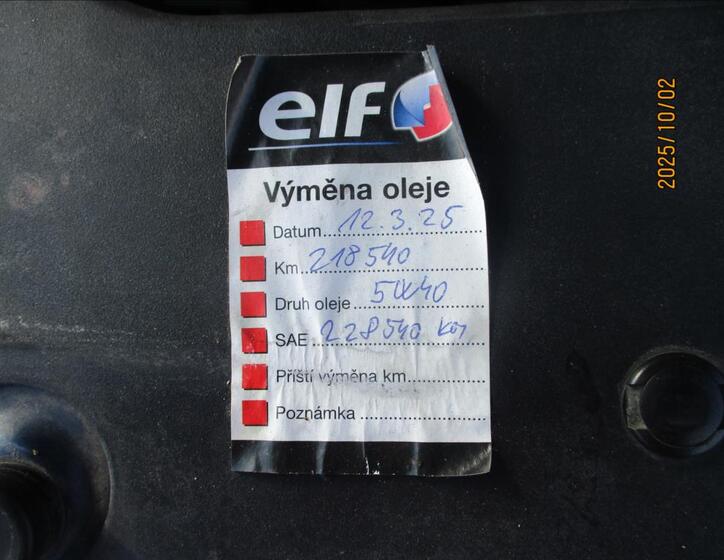 elf
2025/10/02
Výměna oleje
Datum 12.3.25
Km 218540
Druh oleje 5W40
SAE 228540 km
Příští výměna km
Poznámka